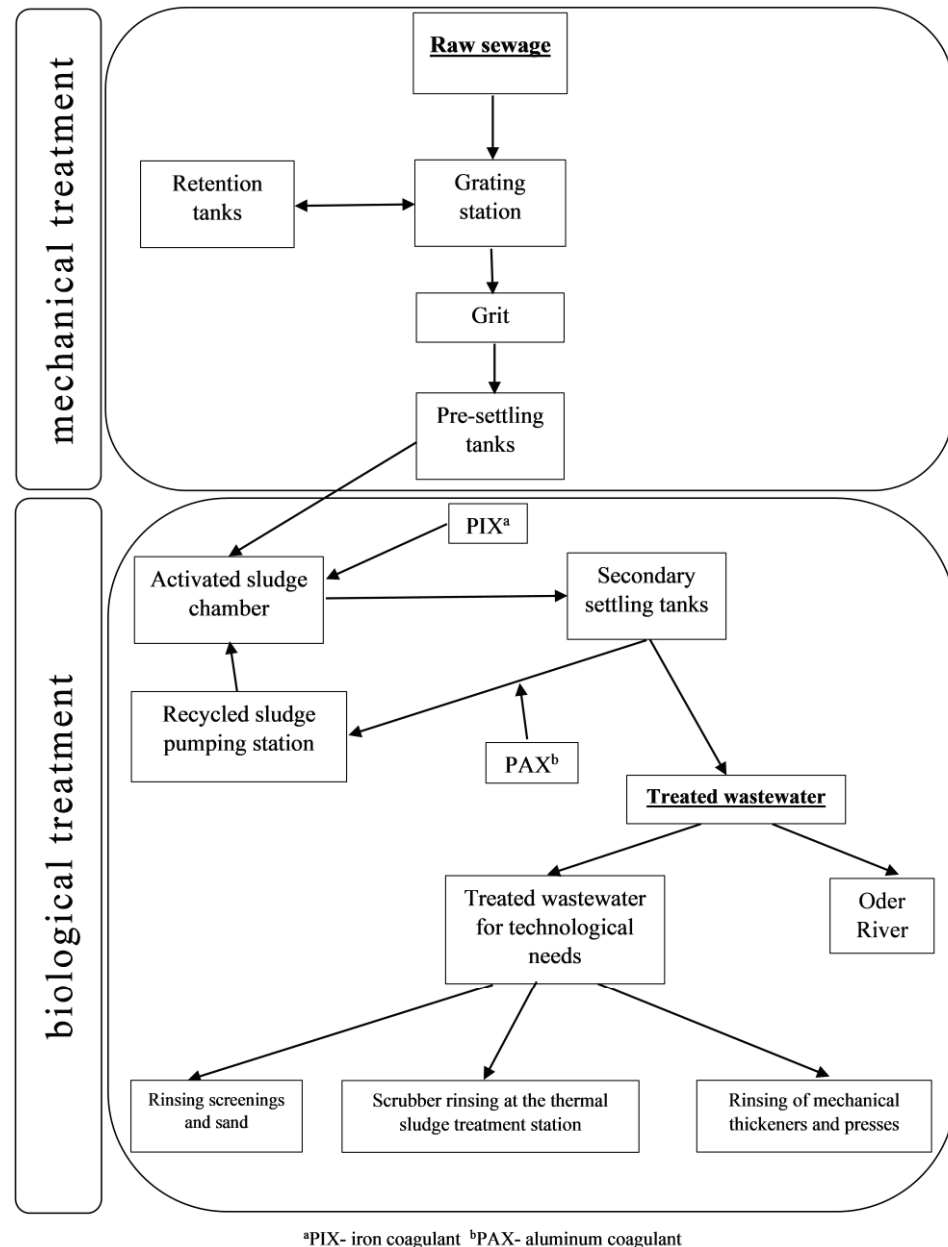 mechanical treatment
Raw sewage
Retention
tanks
Grating
station
Grit
Pre-settling
tanks
biological treatment
PIXᵃ
Activated sludge
chamber
Secondary
settling tanks
Recycled sludge
pumping station
PAXᵇ
Treated wastewater
Treated wastewater
for technological
needs
Oder
River
Rinsing screenings
and sand
Scrubber rinsing at the thermal
sludge treatment station
Rinsing of mechanical
thickeners and presses
ᵃPIX- iron coagulant ᵇPAX- aluminum coagulant